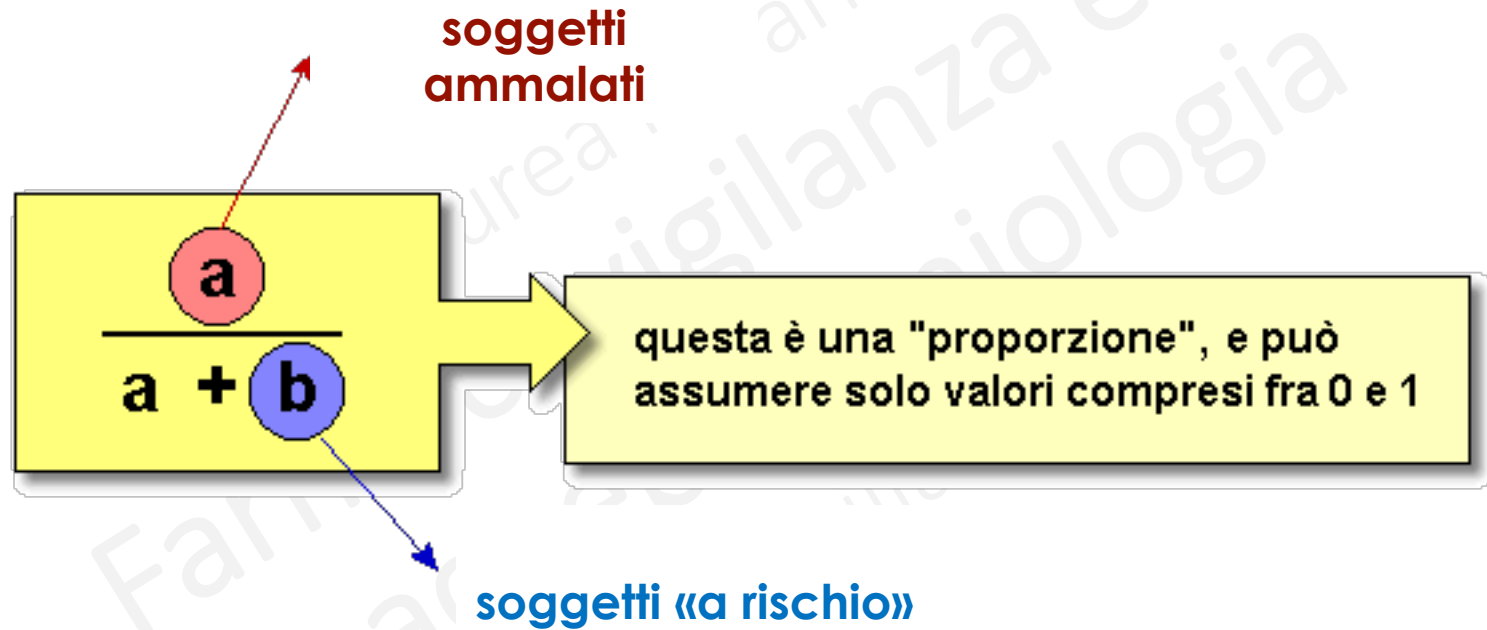 soggetti
ammalati
a
a + b
questa è una "proporzione", e può
assumere solo valori compresi fra 0 e 1
soggetti «a rischio»